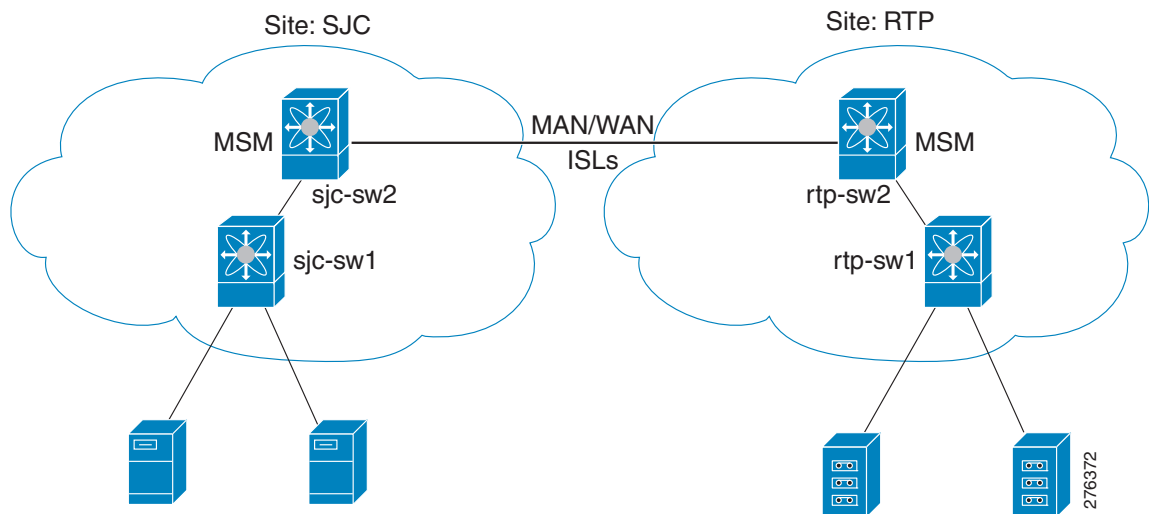 Site: SJC
Site: RTP
MSM
MAN/WAN
ISLs
MSM
sjc-sw2
rtp-sw2
sjc-sw1
rtp-sw1
276372